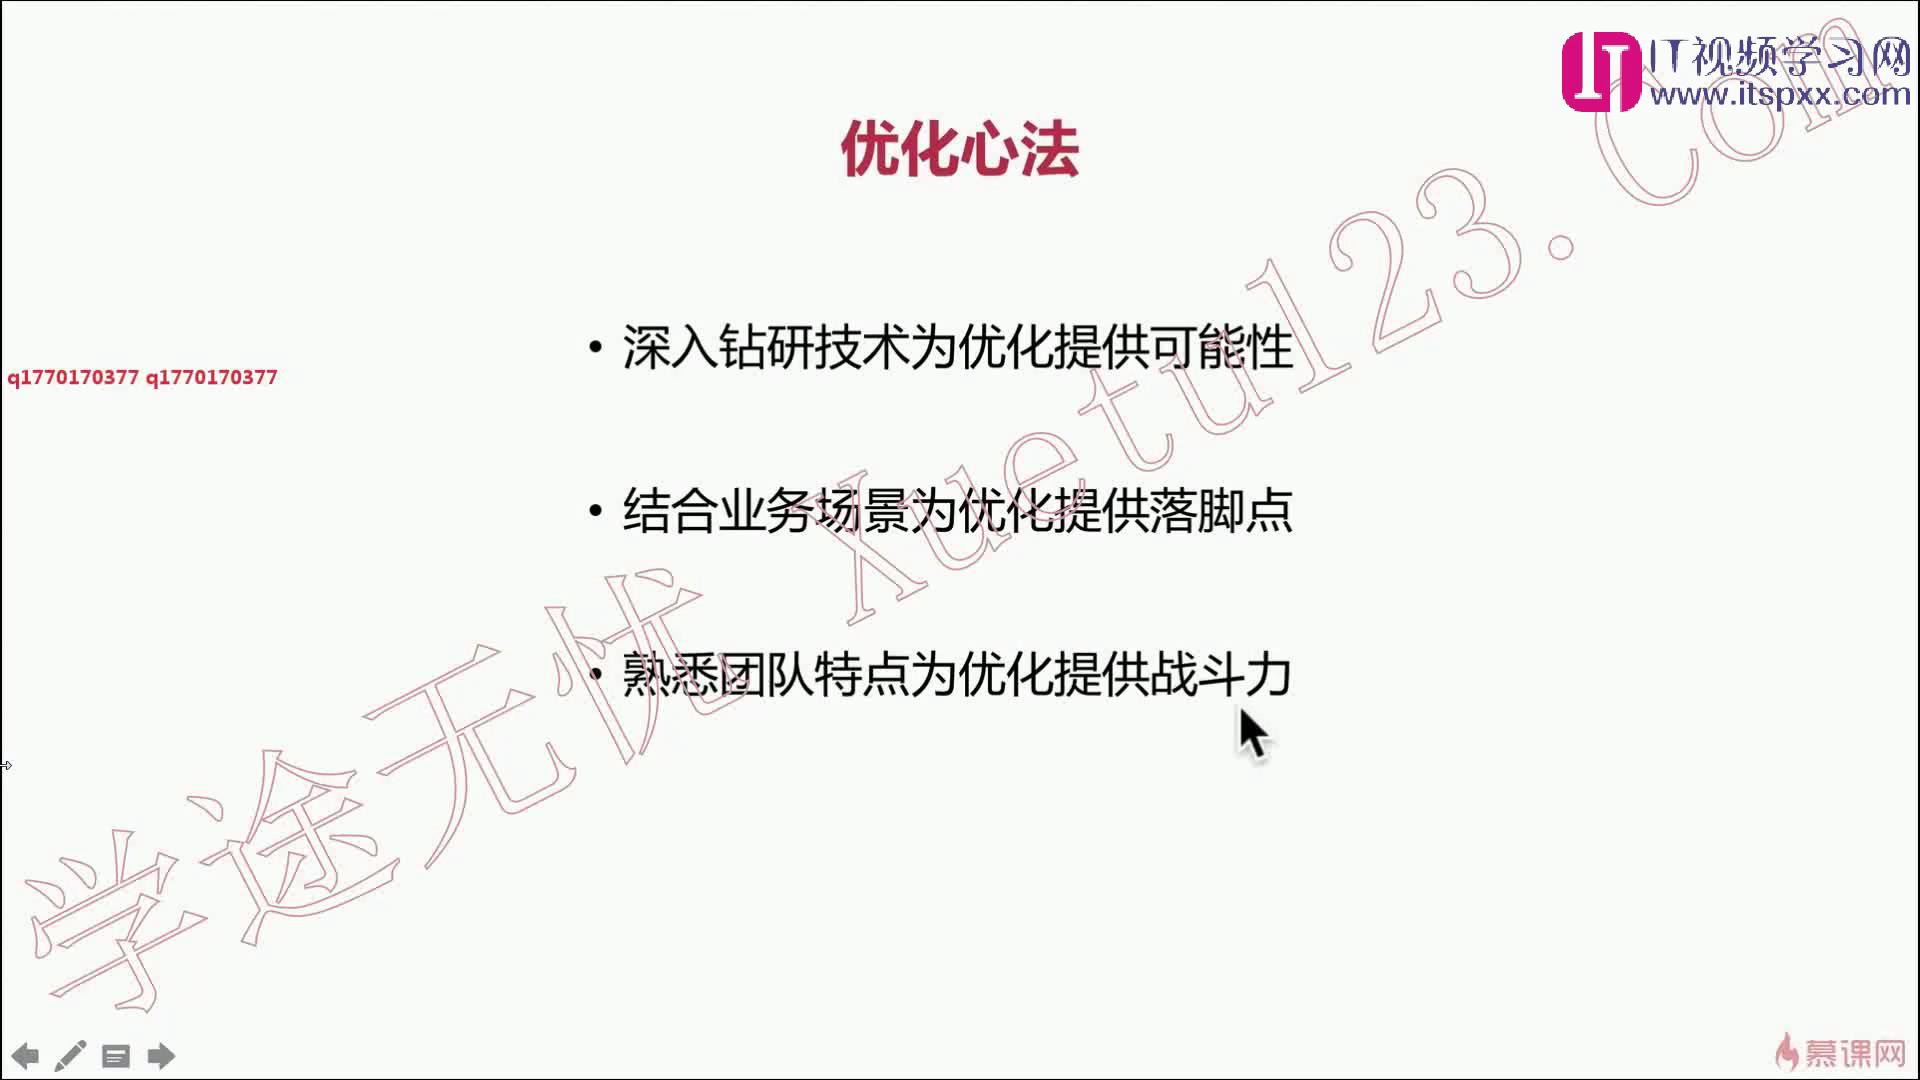 IT视频学习网
www.itspxx.com
优化心法
• 深入钻研技术为优化提供可能性
q1770170377 q1770170377
• 结合业务场景为优化提供落脚点
• 熟悉团队特点为优化提供战斗力
学途无忧 Xuetu123.Com
慕课网